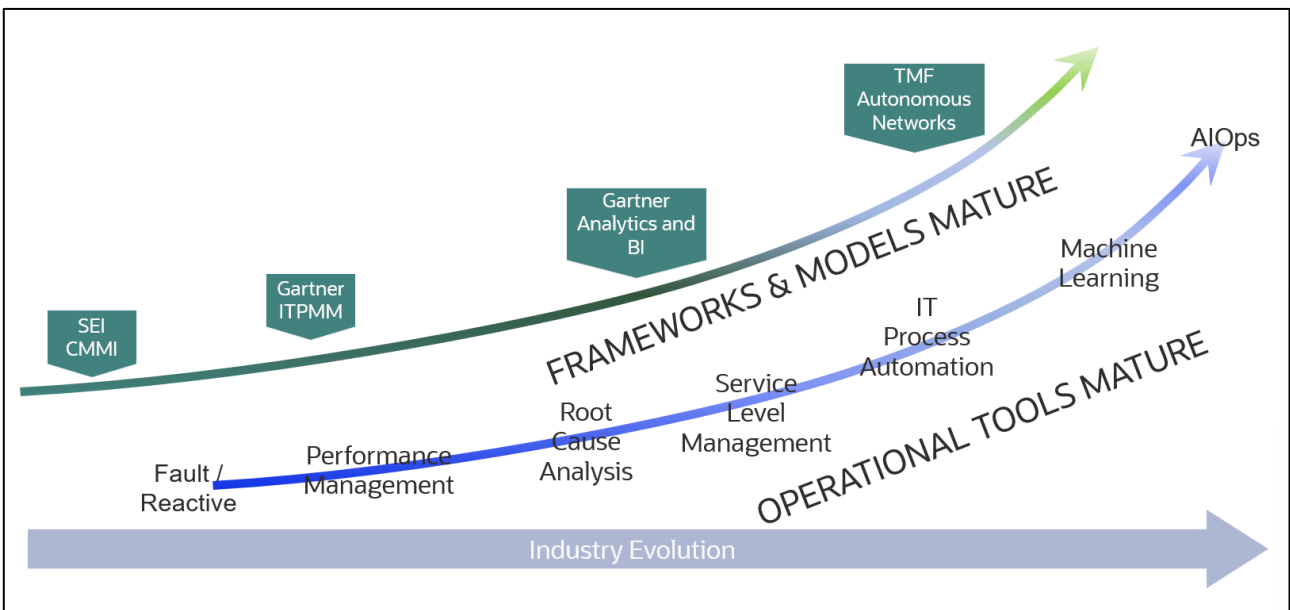 TMF
Autonomous
Networks
AIOps
Gartner
Analytics and
BI
FRAMEWORKS & MODELS MATURE
Machine
Learning
Gartner
ITPMM
SEI
CMMI
IT
Process
Automation
Service
Level
Management
OPERATIONAL TOOLS MATURE
Root
Cause
Analysis
Performance
Management
Fault /
Reactive
Industry Evolution